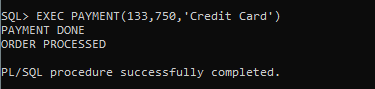 SQL> EXEC PAYMENT(133,750,'Credit Card')
PAYMENT DONE
ORDER PROCESSED
PL/SQL procedure successfully completed.